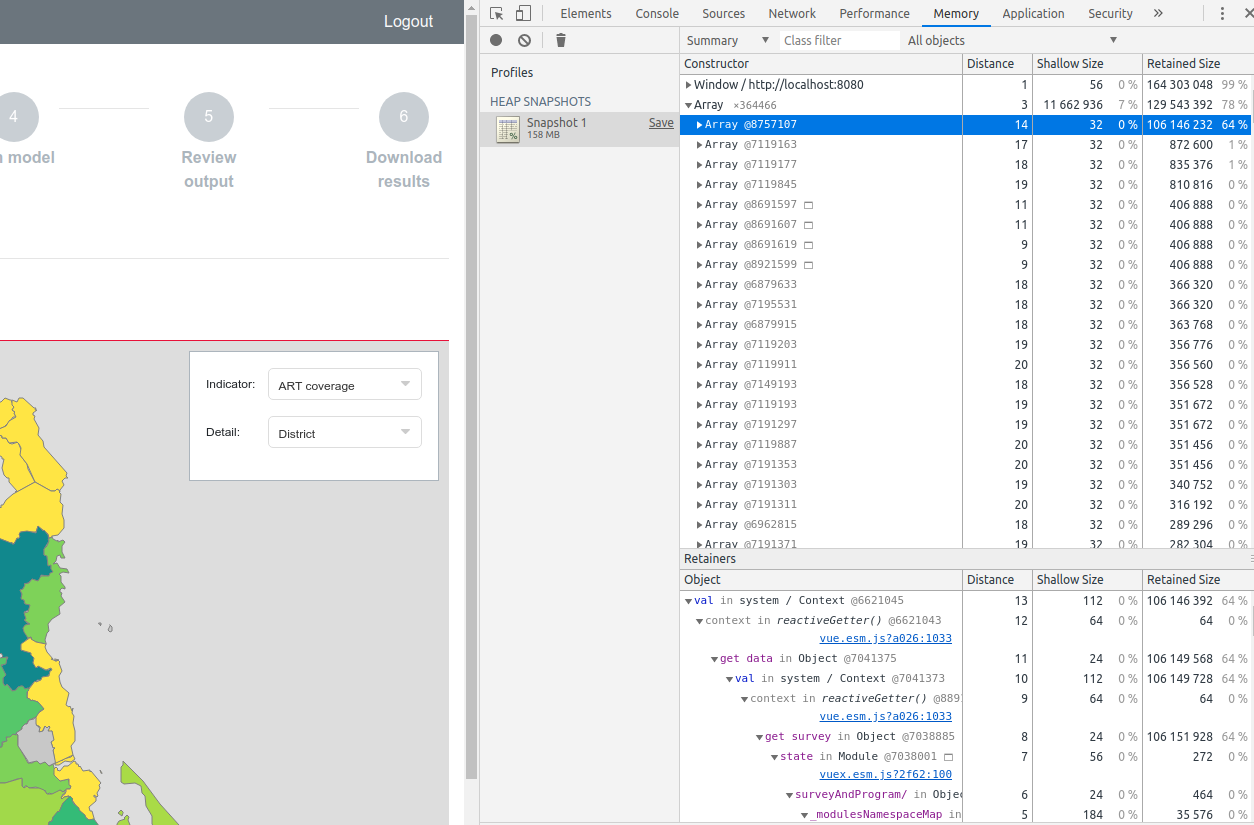 Logout
4
5
6
model
Review
output
Download
results
Indicator:
ART coverage
Detail:
District
Elements
Console
Sources
Network
Performance
Memory
Application
Security
»
Summary
Class filter
All objects
Profiles
HEAP SNAPSHOTS
Snapshot 1
Save
158 MB
Constructor Distance Shallow Size Retained Size
Window / http://localhost:8080 1 56 0 % 164 303 048 99 %
Array ×364466 3 11 662 936 7 % 129 543 392 78 %
Array @8757107 14 32 0 % 106 146 232 64 %
Array @7119163 17 32 0 % 872 600 1 %
Array @7119177 18 32 0 % 835 376 1 %
Array @7119845 19 32 0 % 810 816 0 %
Array @8691597 11 32 0 % 406 888 0 %
Array @8691607 11 32 0 % 406 888 0 %
Array @8691619 9 32 0 % 406 888 0 %
Array @8921599 9 32 0 % 406 888 0 %
Array @6879633 18 32 0 % 366 320 0 %
Array @7195531 18 32 0 % 366 320 0 %
Array @6879915 18 32 0 % 363 768 0 %
Array @7119203 19 32 0 % 356 776 0 %
Array @7119911 20 32 0 % 356 560 0 %
Array @7149193 18 32 0 % 356 528 0 %
Array @7119193 19 32 0 % 351 672 0 %
Array @7191297 19 32 0 % 351 672 0 %
Array @7119887 20 32 0 % 351 456 0 %
Array @7191353 20 32 0 % 351 456 0 %
Array @7191303 19 32 0 % 340 752 0 %
Array @7191311 20 32 0 % 316 192 0 %
Array @6962815 18 32 0 % 289 296 0 %
Array @7191371 19 32 0 % 282 304 0 %
Retainers
Object Distance Shallow Size Retained Size
val in system / Context @6621045 13 112 0 % 106 146 392 64 %
context in reactiveGetter() @6621043 12 64 0 % 64 0 %
vue.esm.js?a026:1033
get data in Object @7041375 11 24 0 % 106 149 568 64 %
val in system / Context @7041373 10 112 0 % 106 149 728 64 %
context in reactiveGetter() @889 9 64 0 % 64 0 %
vue.esm.js?a026:1033
get survey in Object @7038885 8 24 0 % 106 151 928 64 %
state in Module @7038001 7 56 0 % 272 0 %
vuex.esm.js?2f62:100
surveyAndProgram/ in Objec 6 24 0 % 464 0 %
_modulesNamespaceMap in 5 184 0 % 35 576 0 %